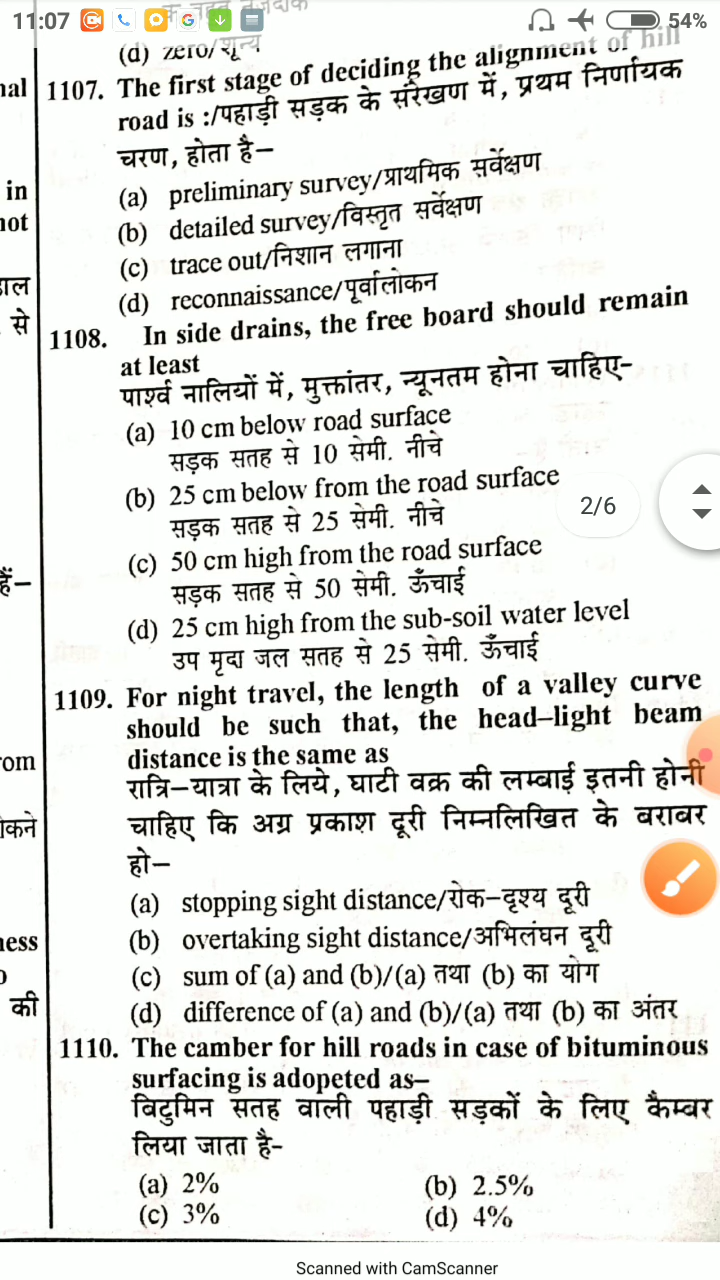 11:07
54%
(d) zero/शून्य
1107. The first stage of deciding the alignment of hill
road is :/पहाड़ी सड़क के संरेखण में, प्रथम निर्णायक
चरण, होता है–
(a) preliminary survey/प्राथमिक सर्वेक्षण
(b) detailed survey/विस्तृत सर्वेक्षण
(c) trace out/निशान लगाना
(d) reconnaissance/पूर्वालोकन
1108. In side drains, the free board should remain
at least
पार्श्व नालियों में, मुक्तांतर, न्यूनतम होना चाहिए-
(a) 10 cm below road surface
सड़क सतह से 10 सेमी. नीचे
(b) 25 cm below from the road surface
सड़क सतह से 25 सेमी. नीचे
2/6
(c) 50 cm high from the road surface
सड़क सतह से 50 सेमी. ऊँचाई
(d) 25 cm high from the sub-soil water level
उप मृदा जल सतह से 25 सेमी. ऊँचाई
1109. For night travel, the length of a valley curve
should be such that, the head–light beam
distance is the same as
रात्रि–यात्रा के लिये, घाटी वक्र की लम्बाई इतनी होनी
चाहिए कि अग्र प्रकाश दूरी निम्नलिखित के बराबर
हो–
(a) stopping sight distance/रोक–दृश्य दूरी
(b) overtaking sight distance/अभिलंघन दूरी
(c) sum of (a) and (b)/(a) तथा (b) का योग
(d) difference of (a) and (b)/(a) तथा (b) का अंतर
1110. The camber for hill roads in case of bituminous
surfacing is adopeted as–
बिटुमिन सतह वाली पहाड़ी सड़कों के लिए कैम्बर
लिया जाता है-
(a) 2%
(b) 2.5%
(c) 3%
(d) 4%
in
से
हैं–
की
Scanned with CamScanner